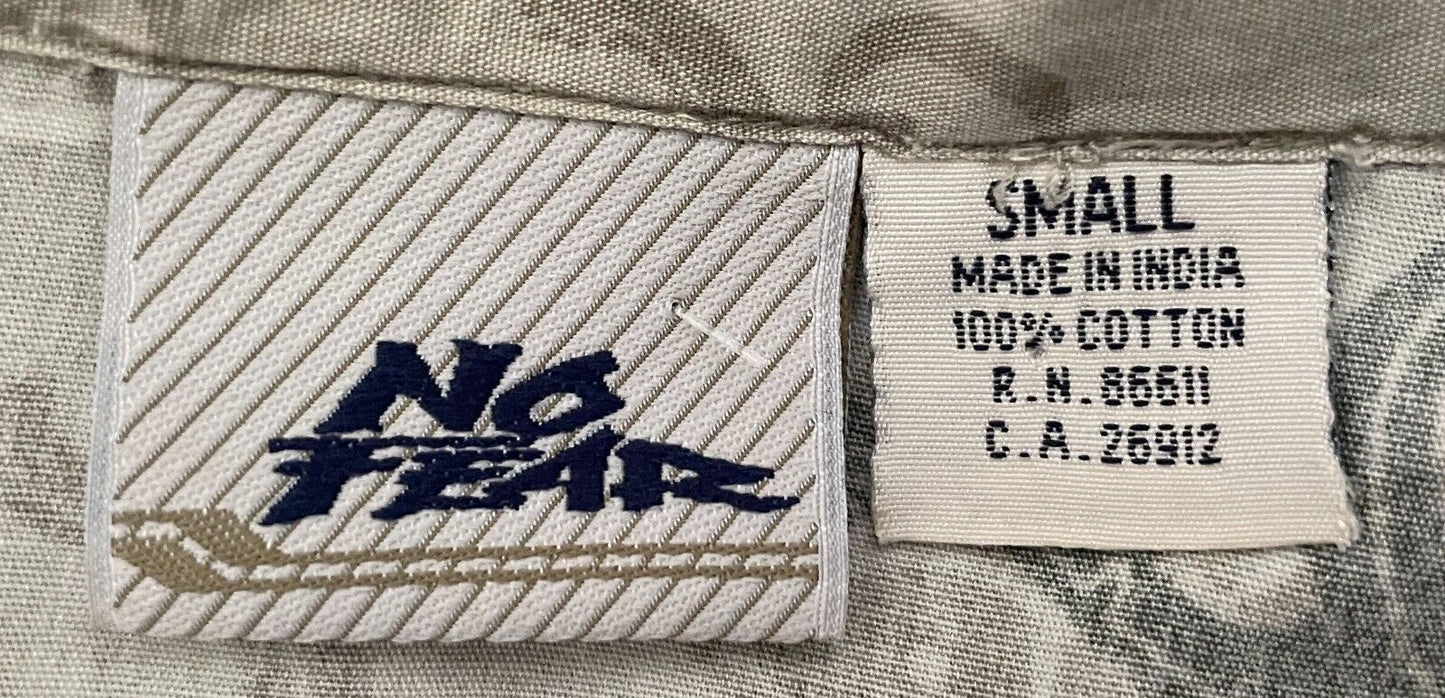 NO
FEAR
SMALL
MADE IN INDIA
100% COTTON
R.N. 86611
C.A. 26912